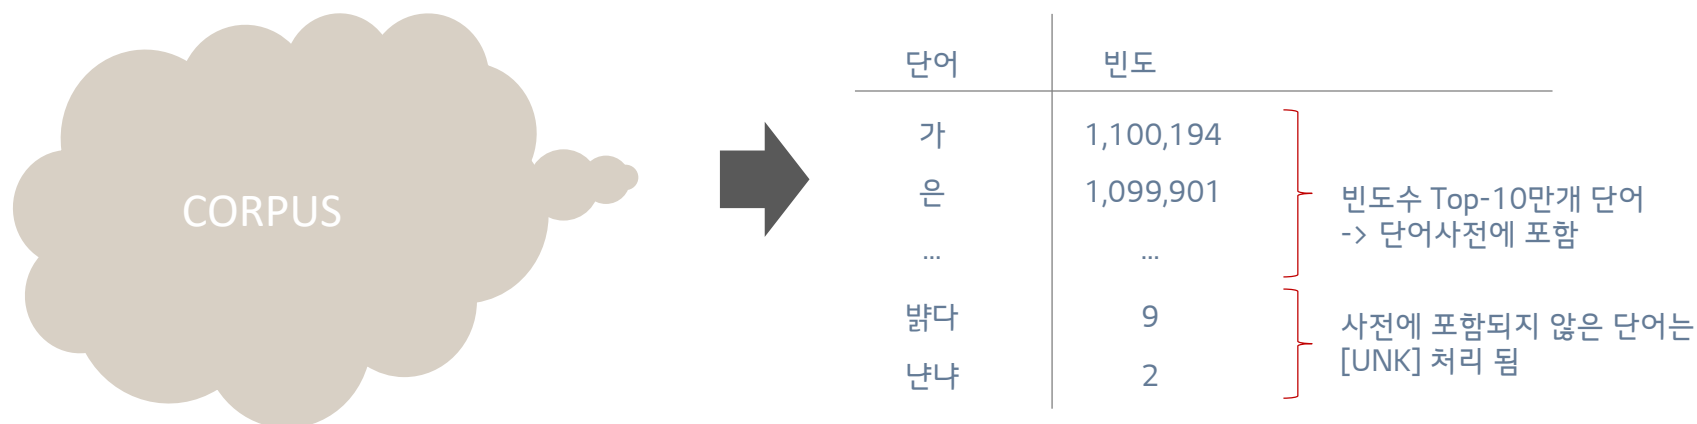 CORPUS
단어 빈도
가 1,100,194
은 1,099,901
... ...
밝다 9
냔냐 2
빈도수 Top-10만개 단어
-> 단어사전에 포함
사전에 포함되지 않은 단어는
[UNK] 처리 됨